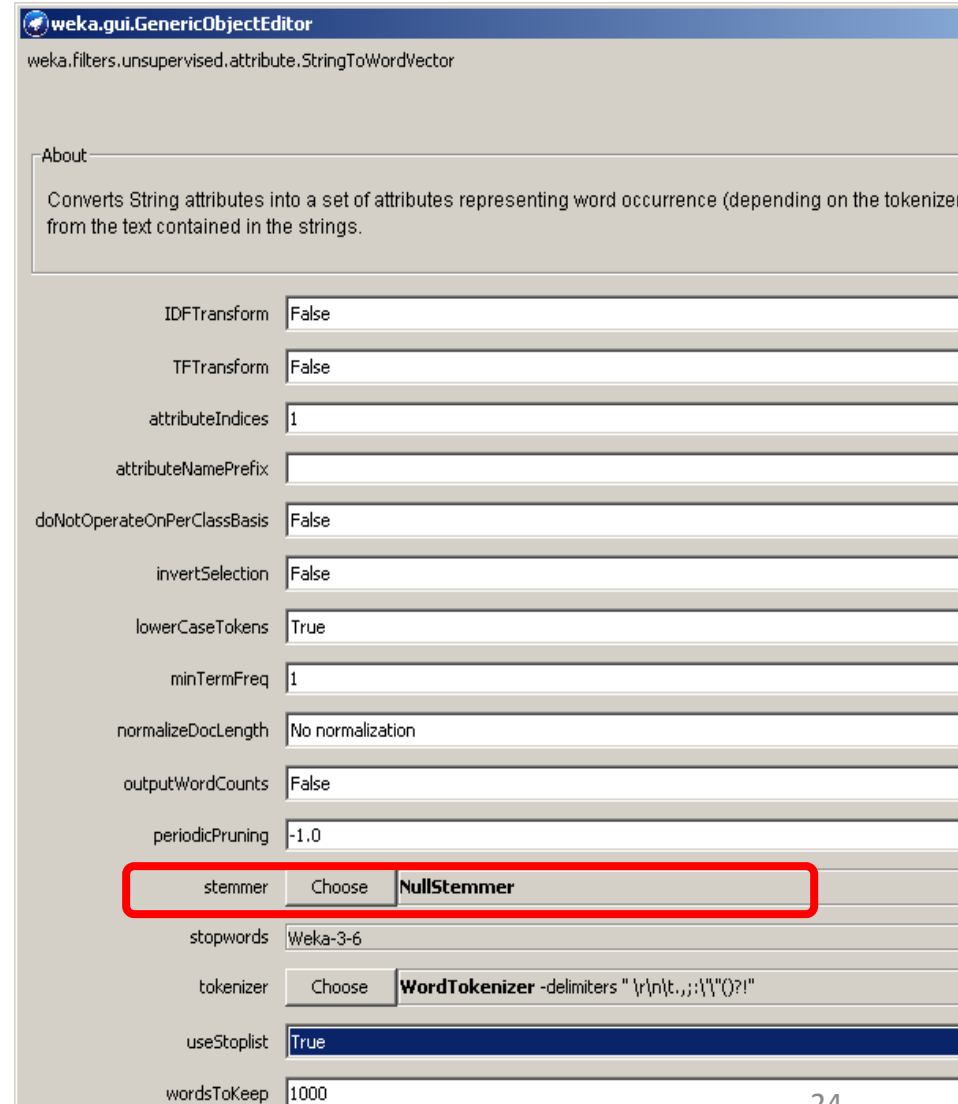 weka.gui.GenericObjectEditor
weka.filters.unsupervised.attribute.StringToWordVector
About
Converts String attributes into a set of attributes representing word occurrence (depending on the tokenizer
from the text contained in the strings.
IDFTransform False
TFTransform False
attributeIndices 1
attributeNamePrefix
doNotOperateOnPerClassBasis False
invertSelection False
lowerCaseTokens True
minTermFreq 1
normalizeDocLength No normalization
outputWordCounts False
periodicPruning -1.0
stemmer Choose NullStemmer
stopwords Weka-3-6
tokenizer Choose WordTokenizer -delimiters " \r\n\t.,;:\'\"()?!"
useStoplist True
wordsToKeep 1000
24